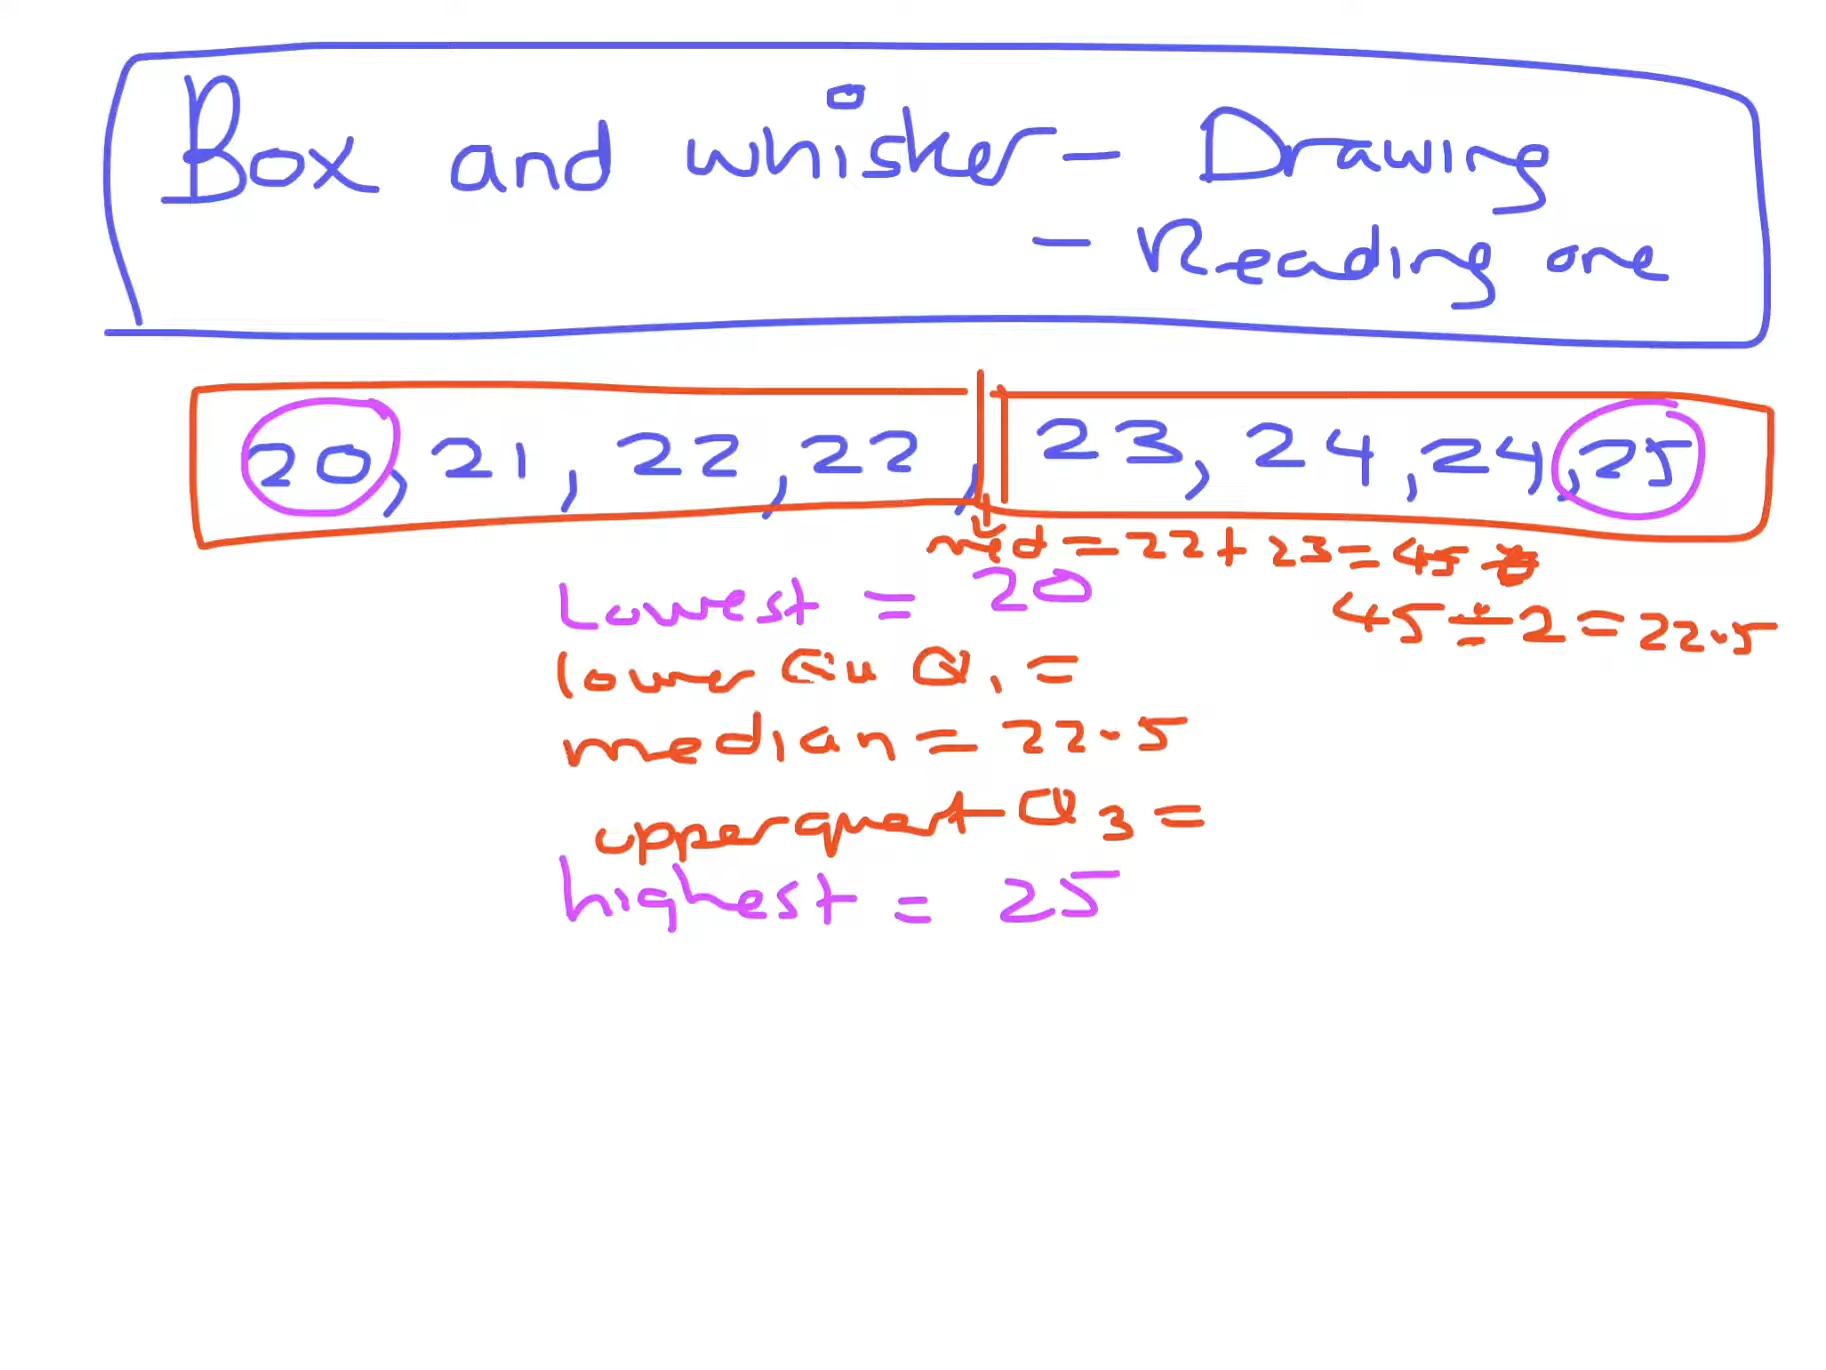 Box and whisker - Drawing
- Reading one
20, 21, 22, 22, 23, 24, 24, 25
med = 22 + 23 = 45
45 ÷ 2 = 22.5
Lowest = 20
lower Qu Q1 =
median = 22.5
upper quart Q3 =
highest = 25